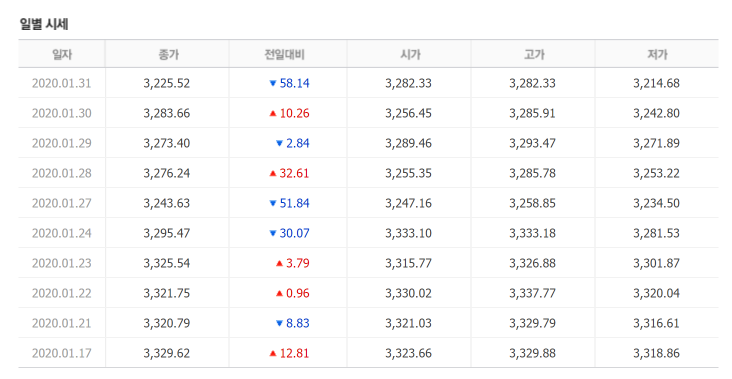 일별 시세
일자 종가 전일대비 시가 고가 저가
2020.01.31 3,225.52 ▼ 58.14 3,282.33 3,282.33 3,214.68
2020.01.30 3,283.66 ▲ 10.26 3,256.45 3,285.91 3,242.80
2020.01.29 3,273.40 ▼ 2.84 3,289.46 3,293.47 3,271.89
2020.01.28 3,276.24 ▲ 32.61 3,255.35 3,285.78 3,253.22
2020.01.27 3,243.63 ▼ 51.84 3,247.16 3,258.85 3,234.50
2020.01.24 3,295.47 ▼ 30.07 3,333.10 3,333.18 3,281.53
2020.01.23 3,325.54 ▲ 3.79 3,315.77 3,326.88 3,301.87
2020.01.22 3,321.75 ▲ 0.96 3,330.02 3,337.77 3,320.04
2020.01.21 3,320.79 ▼ 8.83 3,321.03 3,329.79 3,316.61
2020.01.17 3,329.62 ▲ 12.81 3,323.66 3,329.88 3,318.86